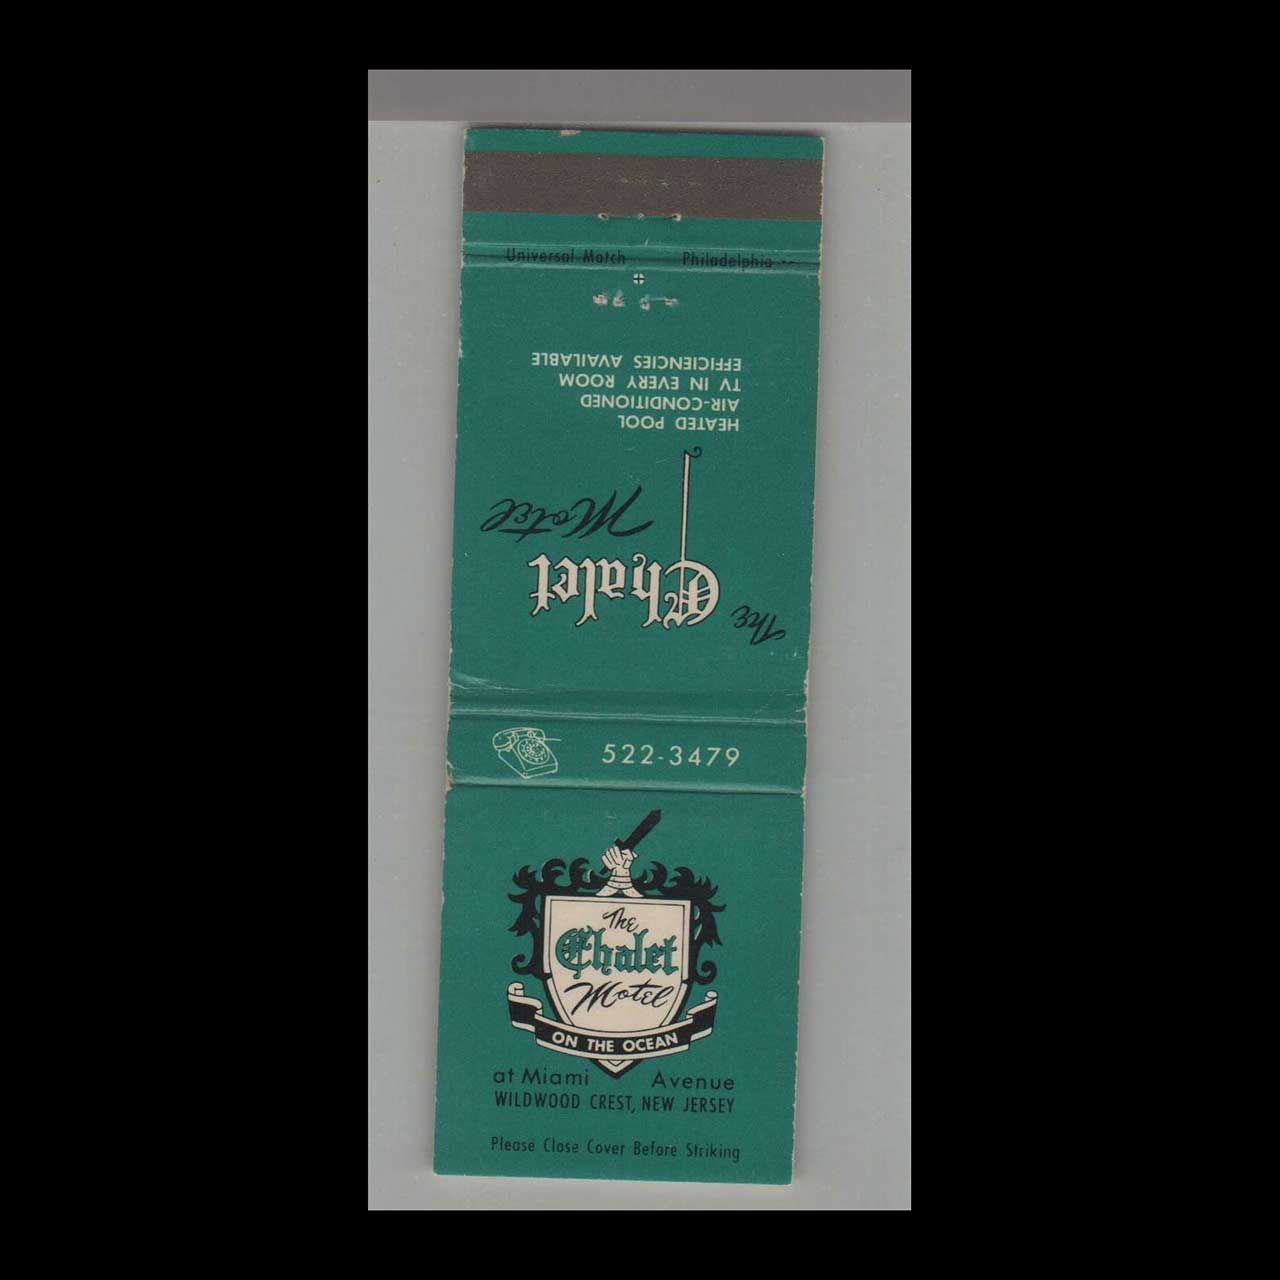 Universal Match Philadelphia
The
Chalet
Motel
HEATED POOL
AIR-CONDITIONED
TV IN EVERY ROOM
EFFICIENCIES AVAILABLE
522-3479
The
Chalet
Motel
ON THE OCEAN
at Miami Avenue
WILDWOOD CREST, NEW JERSEY
Please Close Cover Before Striking